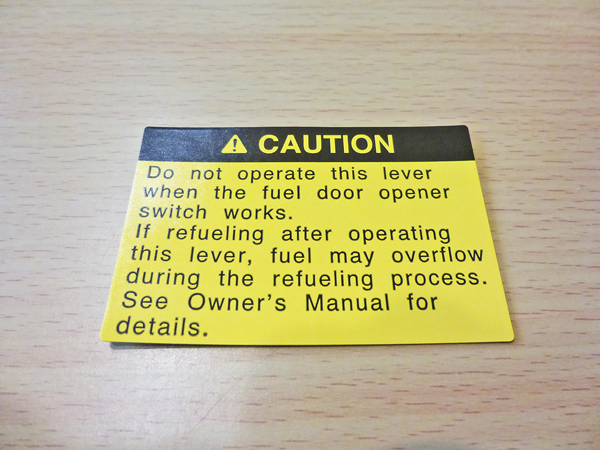 CAUTION
Do not operate this lever
when the fuel door opener
switch works.
If refueling after operating
this lever, fuel may overflow
during the refueling process.
See Owner's Manual for
details.